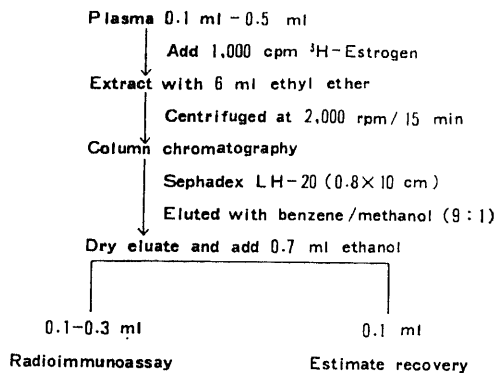 Plasma 0.1 ml - 0.5 ml
Add 1,000 cpm ³H-Estrogen
Extract with 6 ml ethyl ether
Centrifuged at 2,000 rpm/15 min
Column chromatography
Sephadex LH-20 (0.8×10 cm)
Eluted with benzene/methanol (9:1)
Dry eluate and add 0.7 ml ethanol
0.1-0.3 ml
0.1 ml
Radioimmunoassay
Estimate recovery